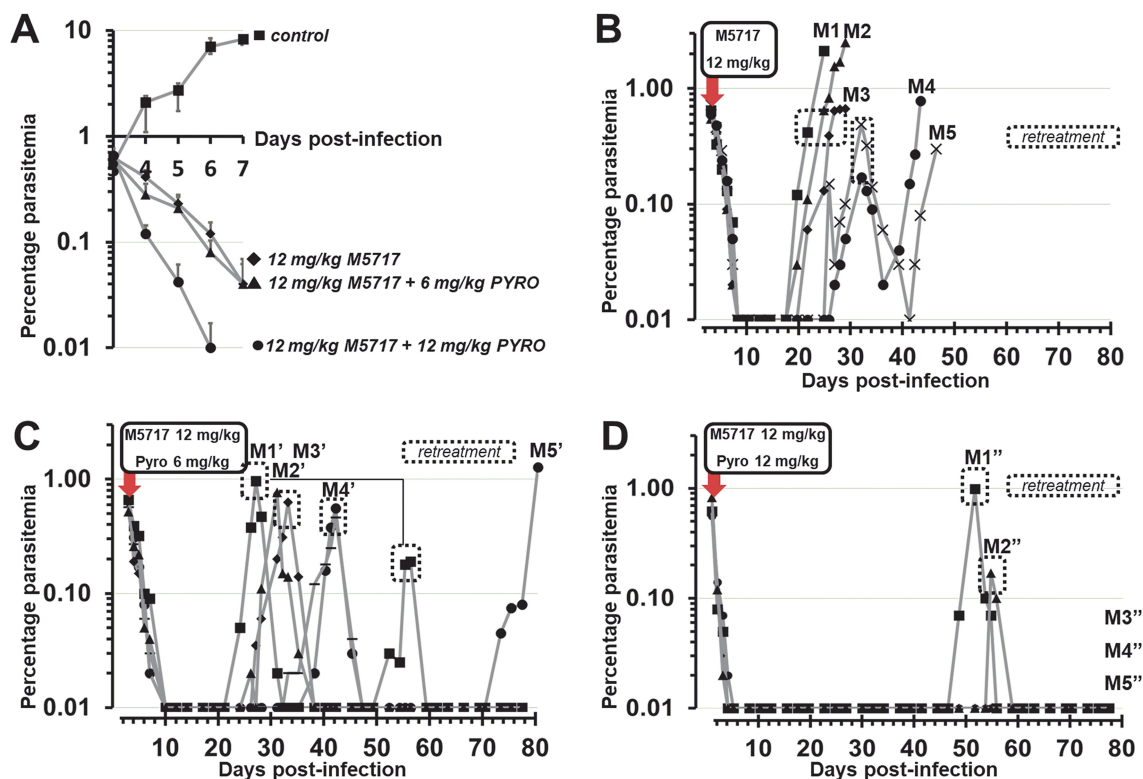 A
10
1
0.1
0.01
Percentage parasitemia
Days post-infection
4 5 6 7
control
12 mg/kg M5717
12 mg/kg M5717 + 6 mg/kg PYRO
12 mg/kg M5717 + 12 mg/kg PYRO
B
M5717
12 mg/kg
M1 M2
M3
M4
M5
retreatment
1.00
0.10
0.01
Percentage parasitemia
10 20 30 40 50 60 70 80
Days post-infection
C
M5717 12 mg/kg
Pyro 6 mg/kg
M1’ M3’
M2’
M4’
M5’
retreatment
1.00
0.10
0.01
Percentage parasitemia
10 20 30 40 50 60 70 80
Days post-infection
D
M5717 12 mg/kg
Pyro 12 mg/kg
M1”
M2”
retreatment
M3”
M4”
M5”
1.00
0.10
0.01
Percentage parasitemia
10 20 30 40 50 60 70 80
Days post-infection